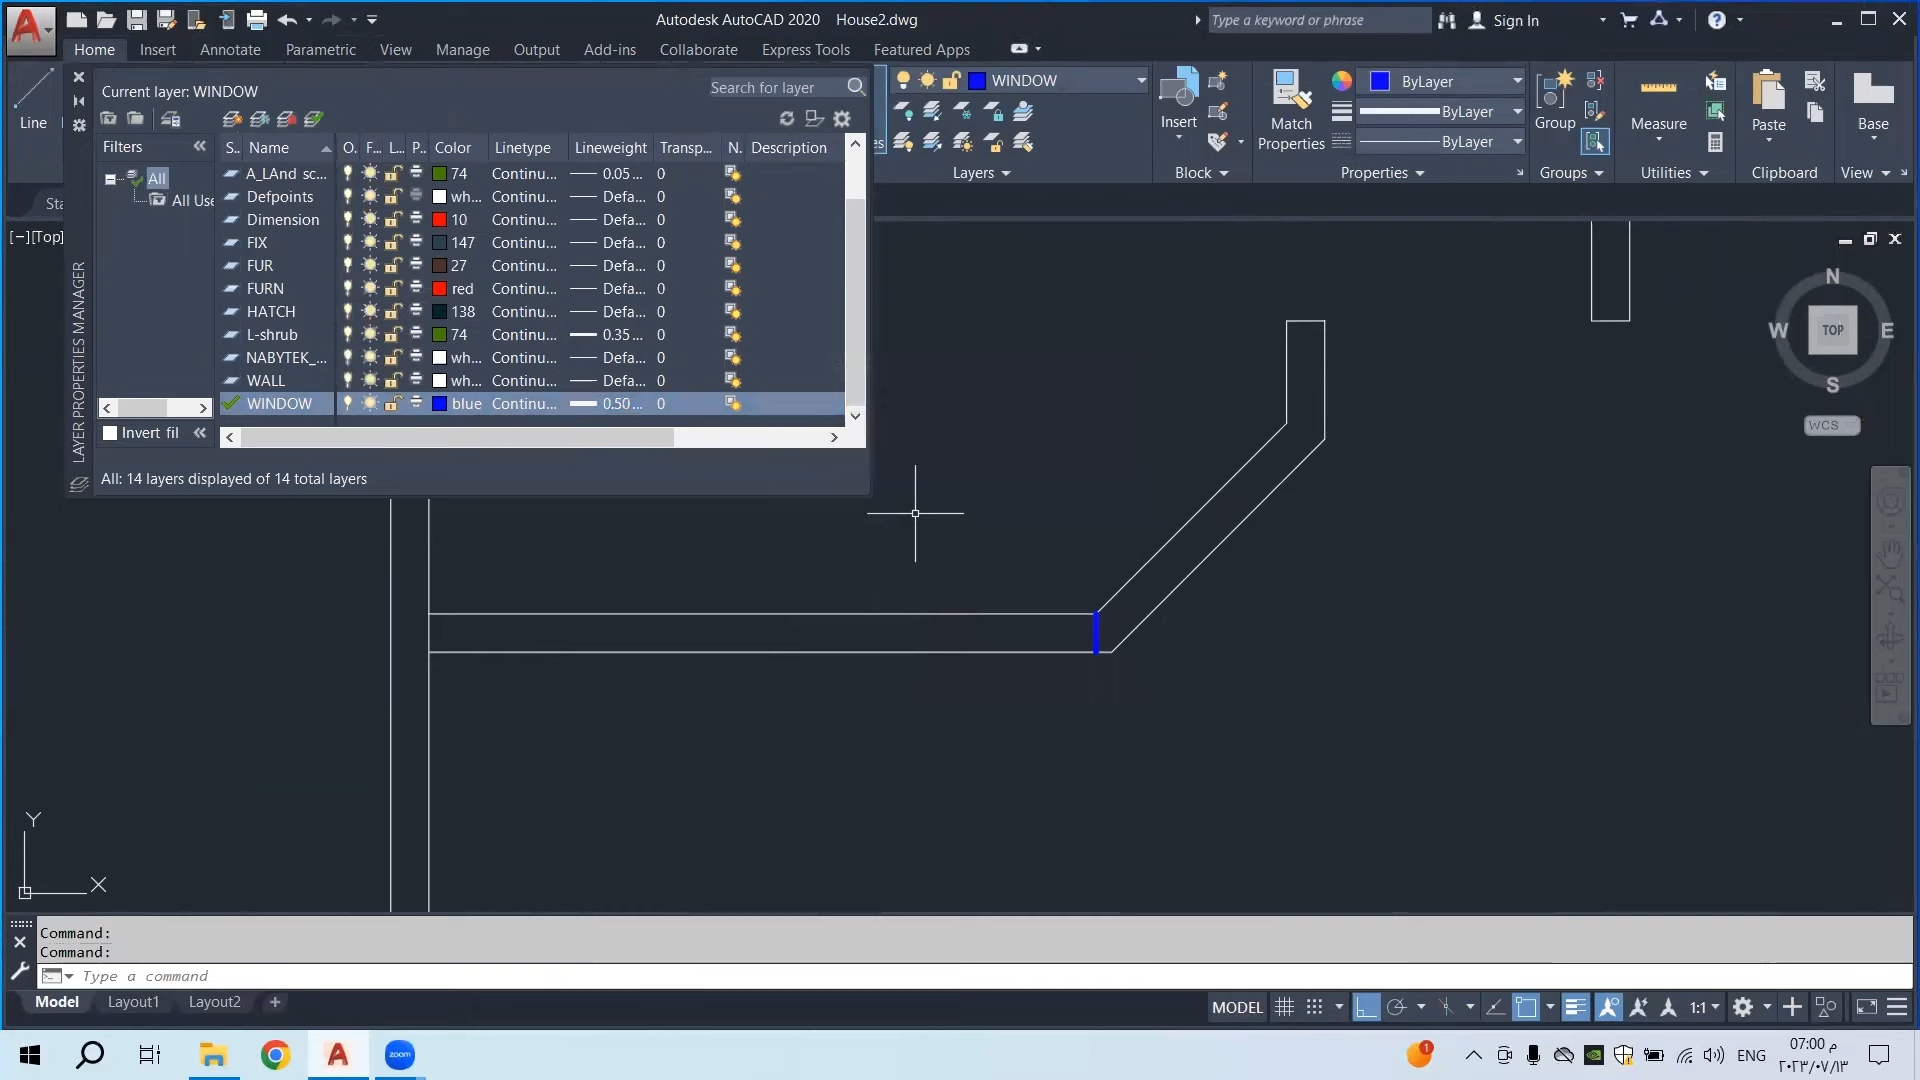 Autodesk AutoCAD 2020 House2.dwg
Type a keyword or phrase
Sign In
Home Insert Annotate Parametric View Manage Output Add-ins Collaborate Express Tools Featured Apps
Line
Current layer: WINDOW
Search for layer
Filters
All
All Use
Invert fil
S.. Name O. F... L... P.. Color Linetype Lineweight Transp... N. Description
A_LAnd sc... 74 Continu... 0.05 ... 0
Defpoints wh... Continu... Defa... 0
Dimension 10 Continu... Defa... 0
FIX 147 Continu... Defa... 0
FUR 27 Continu... Defa... 0
FURN red Continu... Defa... 0
HATCH 138 Continu... Defa... 0
L-shrub 74 Continu... 0.35 ... 0
NABYTEK_... wh... Continu... Defa... 0
WALL wh... Continu... Defa... 0
WINDOW blue Continu... 0.50 ... 0
All: 14 layers displayed of 14 total layers
LAYER PROPERTIES MANAGER
WINDOW
Layers
Insert
Block
Match
Properties
ByLayer
ByLayer
ByLayer
Properties
Group
Groups
Measure
Utilities
Paste
Clipboard
Base
View
Sta
[−][Top]
N
W TOP E
S
WCS
Y
X
Command:
Command:
Type a command
Model Layout1 Layout2 +
MODEL 1:1
zoom
1
ENG
07:00 م
٢٠٢٣/٠٧/١٣